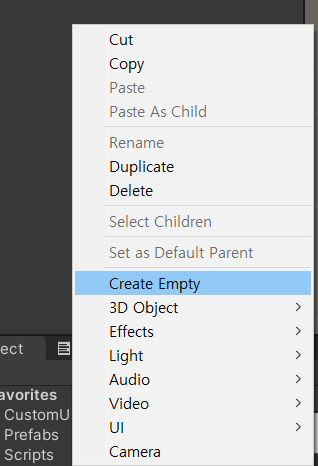 Cut
Copy
Paste
Paste As Child
Rename
Duplicate
Delete
Select Children
Set as Default Parent
Create Empty
3D Object
Effects
Light
Audio
Video
UI
Camera
ect
avorites
CustomU
Prefabs
Scripts